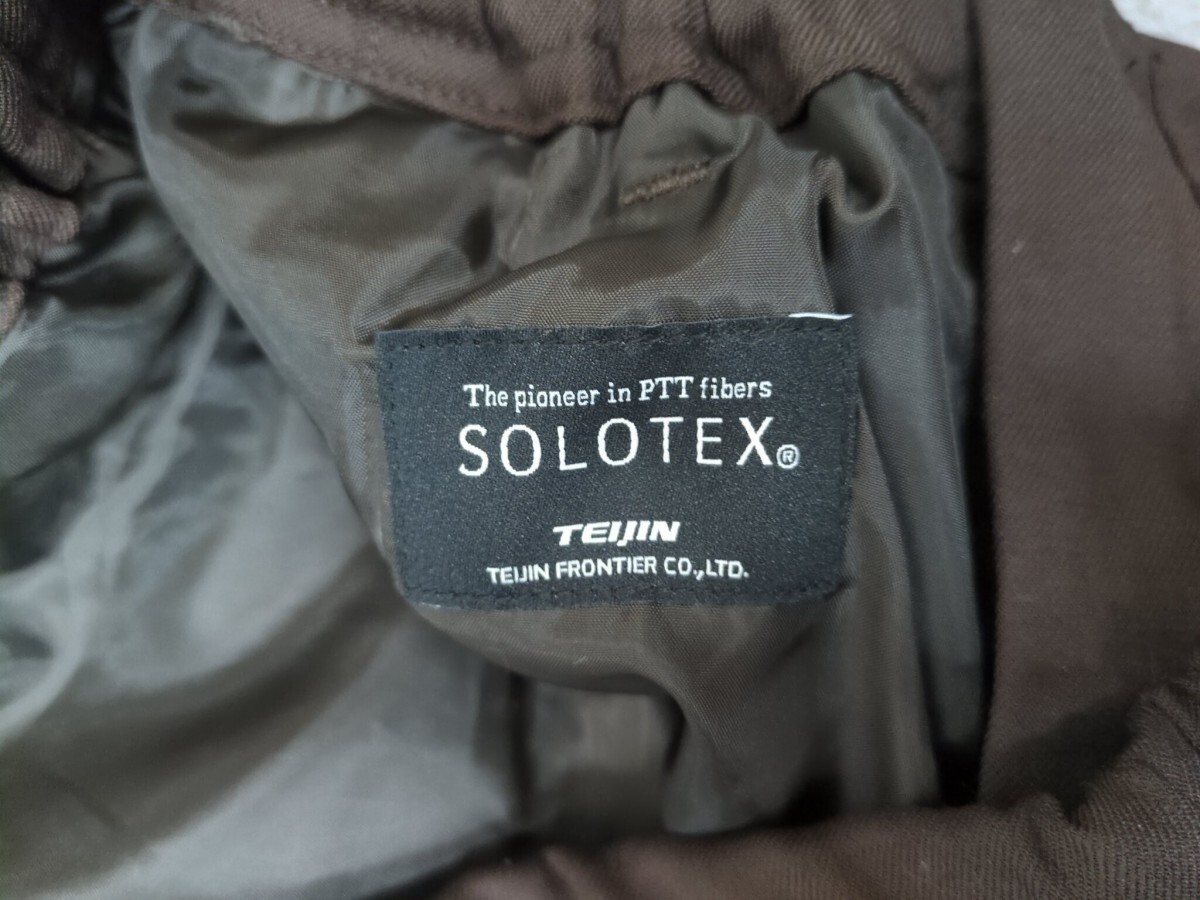 The pioneer in PTT fibers
SOLOTEX®
TEIJIN
TEIJIN FRONTIER CO.,LTD.